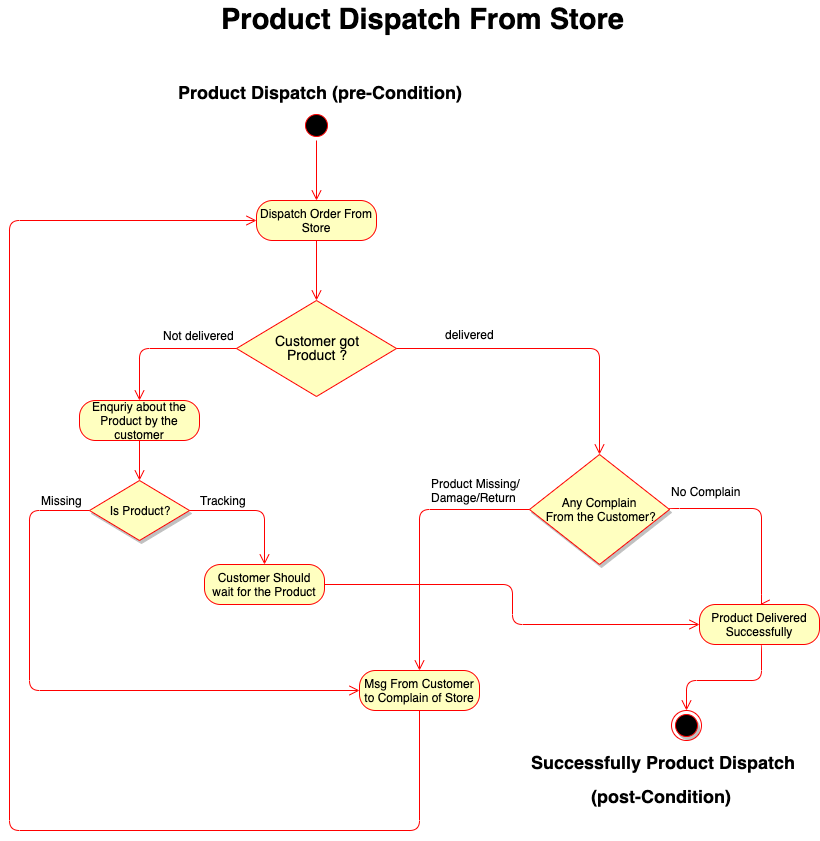 Product Dispatch From Store
Product Dispatch (pre-Condition)
Dispatch Order From
Store
Customer got
Product ?
Not delivered
delivered
Enquriy about the
Product by the
customer
Is Product?
Missing
Tracking
Customer Should
wait for the Product
Any Complain
From the Customer?
Product Missing/
Damage/Return
No Complain
Product Delivered
Successfully
Msg From Customer
to Complain of Store
Successfully Product Dispatch
(post-Condition)